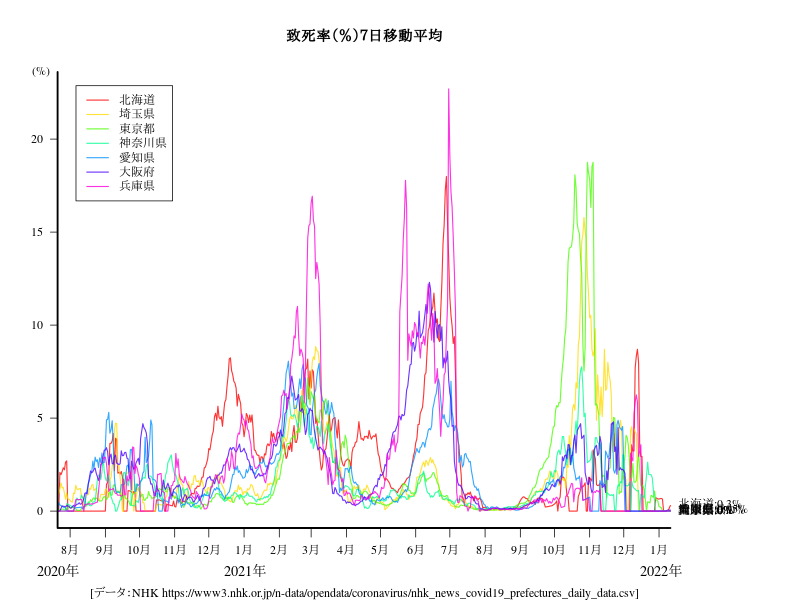 致死率(%)7日移動平均
(%)
北海道
埼玉県
東京都
神奈川県
愛知県
大阪府
兵庫県
20
15
10
5
0
北海道:0.3%
8月 9月 10月 11月 12月 1月 2月 3月 4月 5月 6月 7月 8月 9月 10月 11月 12月 1月
2020年 2021年 2022年
[データ:NHK https://www3.nhk.or.jp/n-data/opendata/coronavirus/nhk_news_covid19_prefectures_daily_data.csv]